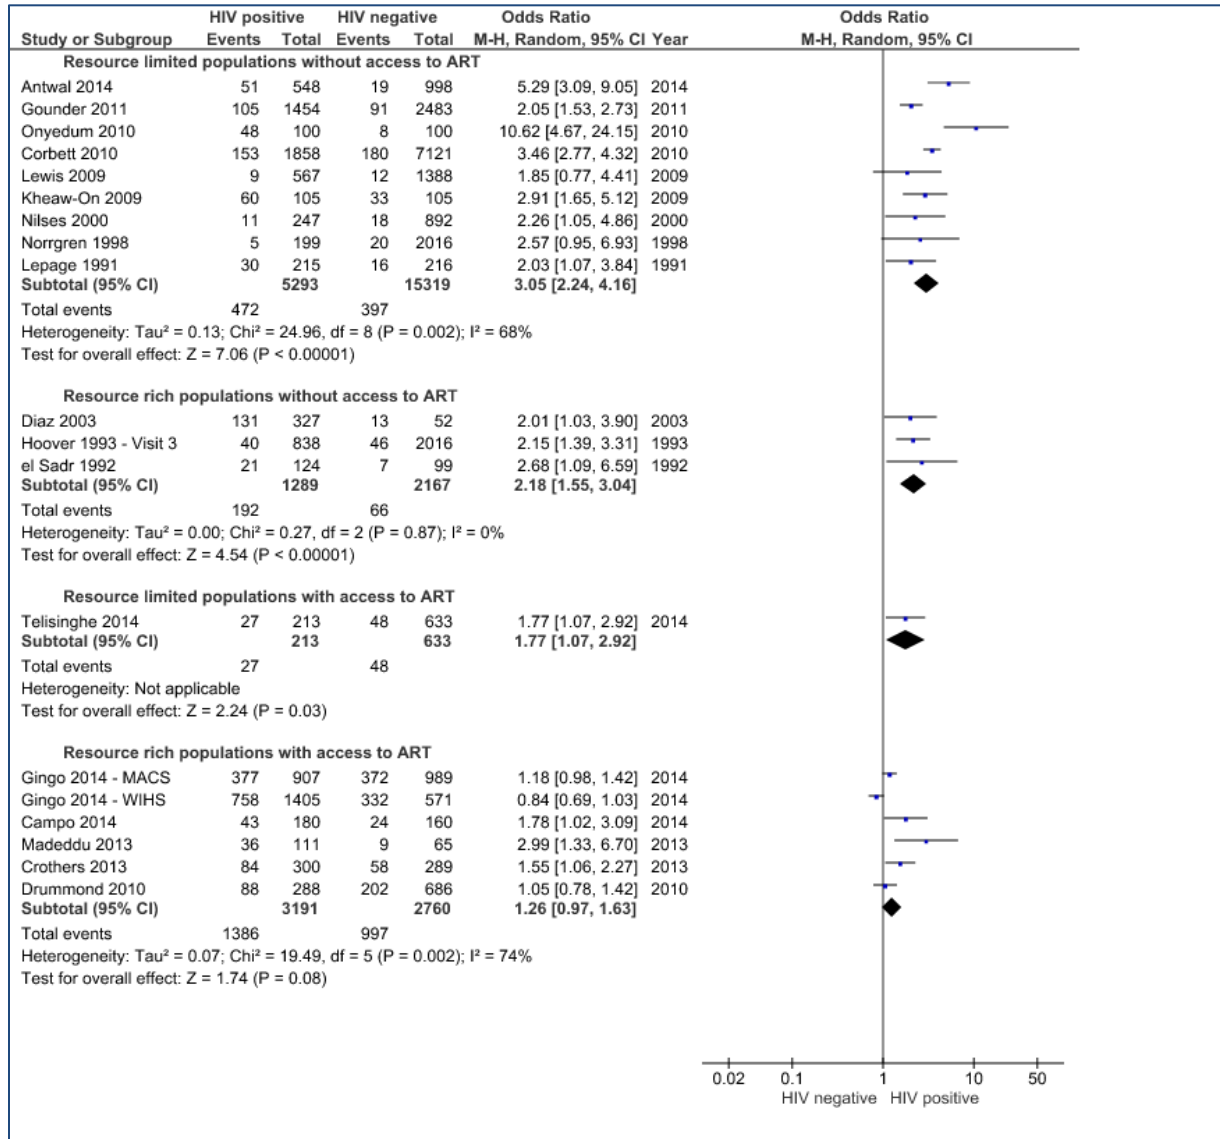 HIV positive HIV negative Odds Ratio Odds Ratio
Study or Subgroup Events Total Events Total M-H, Random, 95% CI Year M-H, Random, 95% CI
Resource limited populations without access to ART
Antwal 2014 51 548 19 998 5.29 [3.09, 9.05] 2014
Gounder 2011 105 1454 91 2483 2.05 [1.53, 2.73] 2011
Onyedum 2010 48 100 8 100 10.62 [4.67, 24.15] 2010
Corbett 2010 153 1858 180 7121 3.46 [2.77, 4.32] 2010
Lewis 2009 9 567 12 1388 1.85 [0.77, 4.41] 2009
Kheaw-On 2009 60 105 33 105 2.91 [1.65, 5.12] 2009
Nilses 2000 11 247 18 892 2.26 [1.05, 4.86] 2000
Norrgren 1998 5 199 20 2016 2.57 [0.95, 6.93] 1998
Lepage 1991 30 215 16 216 2.03 [1.07, 3.84] 1991
Subtotal (95% CI) 5293 15319 3.05 [2.24, 4.16]
Total events 472 397
Heterogeneity: Tau² = 0.13; Chi² = 24.96, df = 8 (P = 0.002); I² = 68%
Test for overall effect: Z = 7.06 (P < 0.00001)
Resource rich populations without access to ART
Diaz 2003 131 327 13 52 2.01 [1.03, 3.90] 2003
Hoover 1993 - Visit 3 40 838 46 2016 2.15 [1.39, 3.31] 1993
el Sadr 1992 21 124 7 99 2.68 [1.09, 6.59] 1992
Subtotal (95% CI) 1289 2167 2.18 [1.55, 3.04]
Total events 192 66
Heterogeneity: Tau² = 0.00; Chi² = 0.27, df = 2 (P = 0.87); I² = 0%
Test for overall effect: Z = 4.54 (P < 0.00001)
Resource limited populations with access to ART
Telisinghe 2014 27 213 48 633 1.77 [1.07, 2.92] 2014
Subtotal (95% CI) 213 633 1.77 [1.07, 2.92]
Total events 27 48
Heterogeneity: Not applicable
Test for overall effect: Z = 2.24 (P = 0.03)
Resource rich populations with access to ART
Gingo 2014 - MACS 377 907 372 989 1.18 [0.98, 1.42] 2014
Gingo 2014 - WIHS 758 1405 332 571 0.84 [0.69, 1.03] 2014
Campo 2014 43 180 24 160 1.78 [1.02, 3.09] 2014
Madeddu 2013 36 111 9 65 2.99 [1.33, 6.70] 2013
Crothers 2013 84 300 58 289 1.55 [1.06, 2.27] 2013
Drummond 2010 88 288 202 686 1.05 [0.78, 1.42] 2010
Subtotal (95% CI) 3191 2760 1.26 [0.97, 1.63]
Total events 1386 997
Heterogeneity: Tau² = 0.07; Chi² = 19.49, df = 5 (P = 0.002); I² = 74%
Test for overall effect: Z = 1.74 (P = 0.08)
0.02 0.1 1 10 50
HIV negative HIV positive